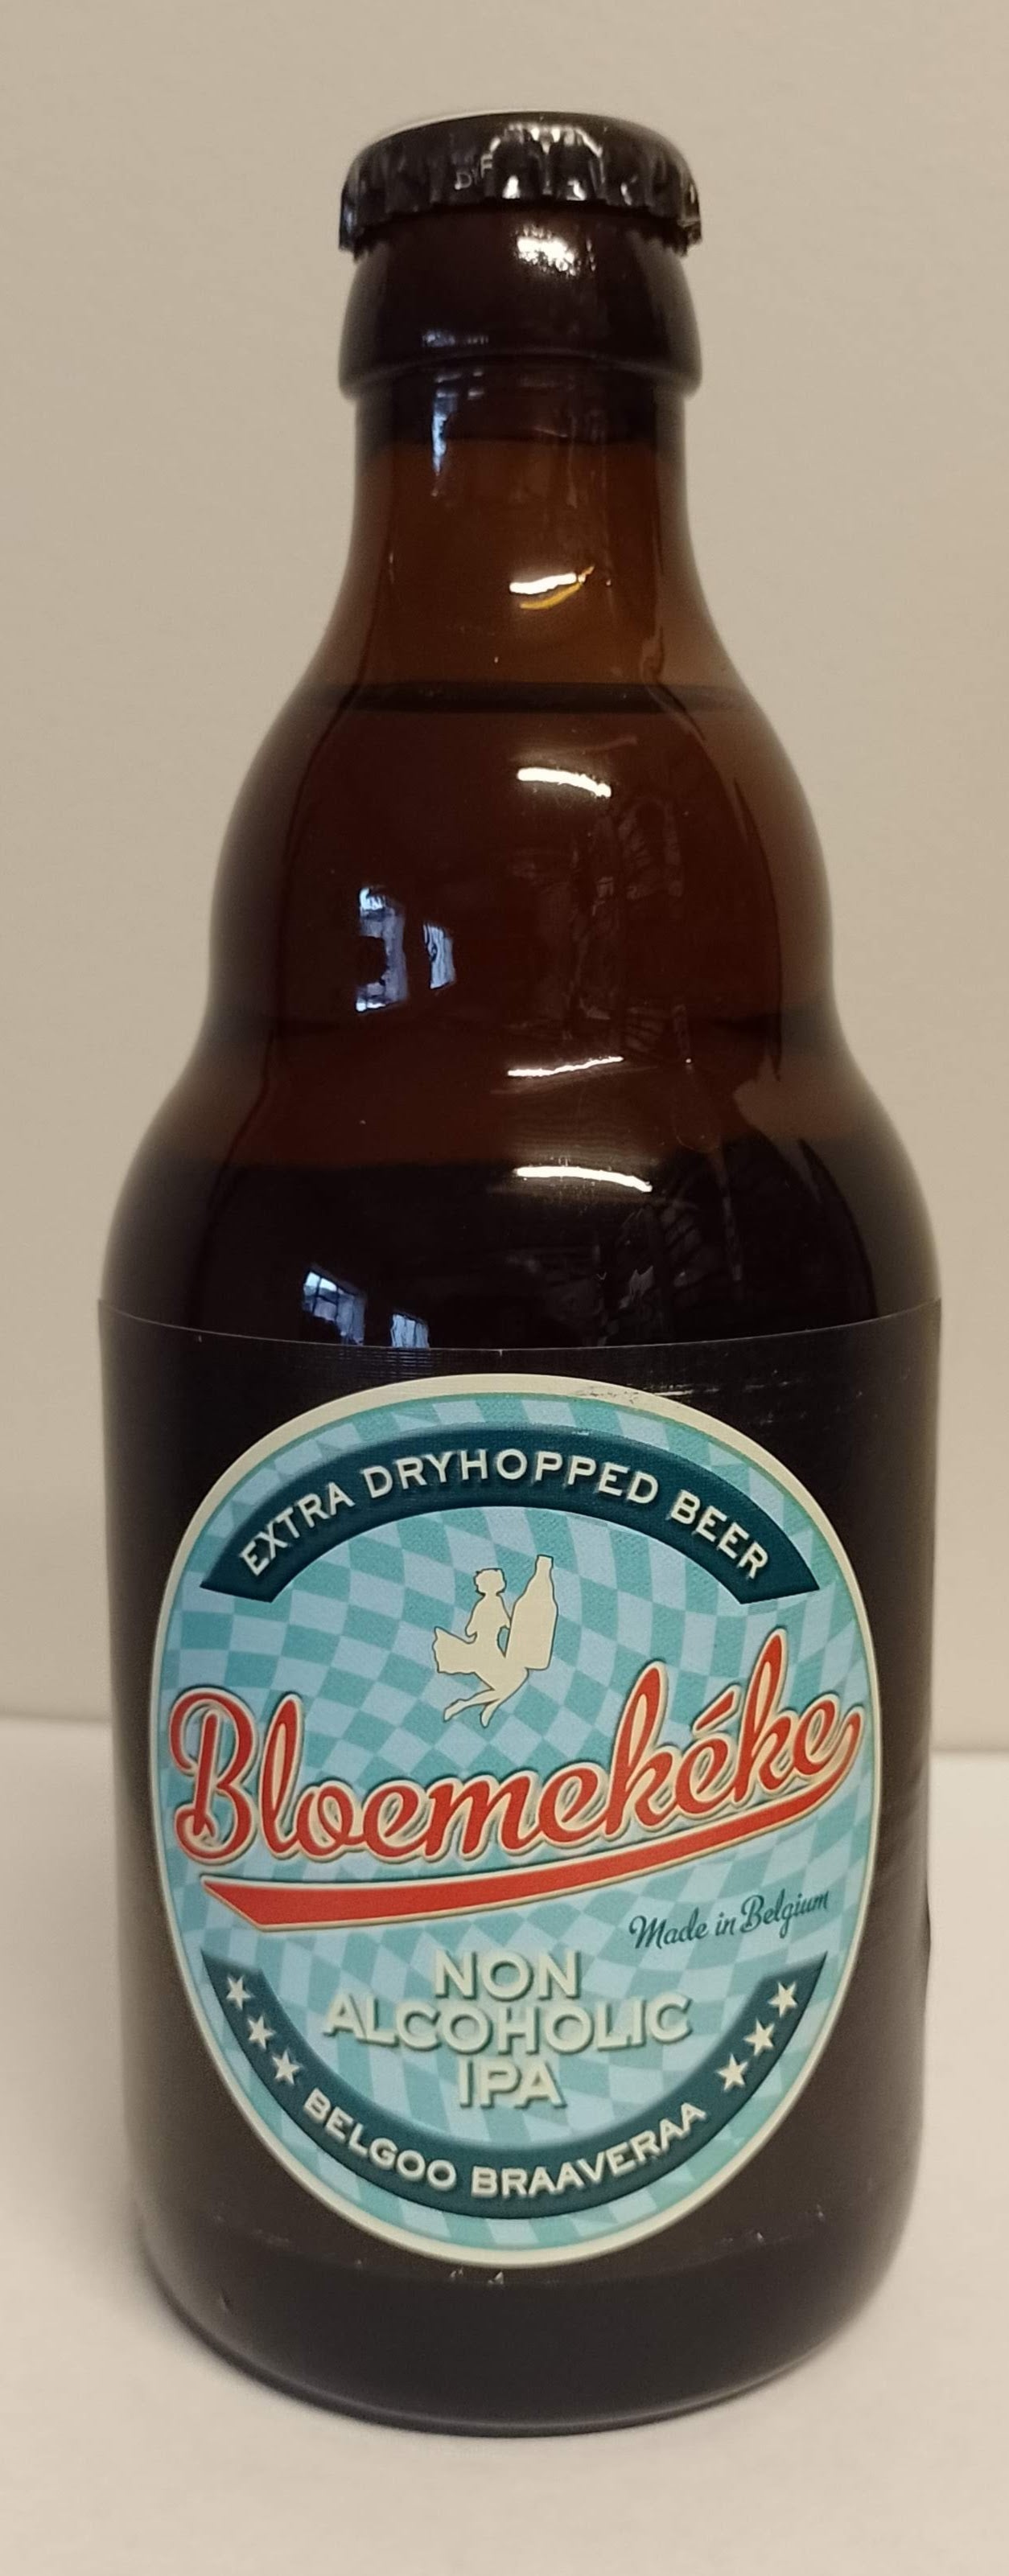 EXTRA DRYHOPPED BEER
Bloemekéke
Made in Belgium
NON
ALCOHOLIC
IPA
BELGOO BRAAVERAA